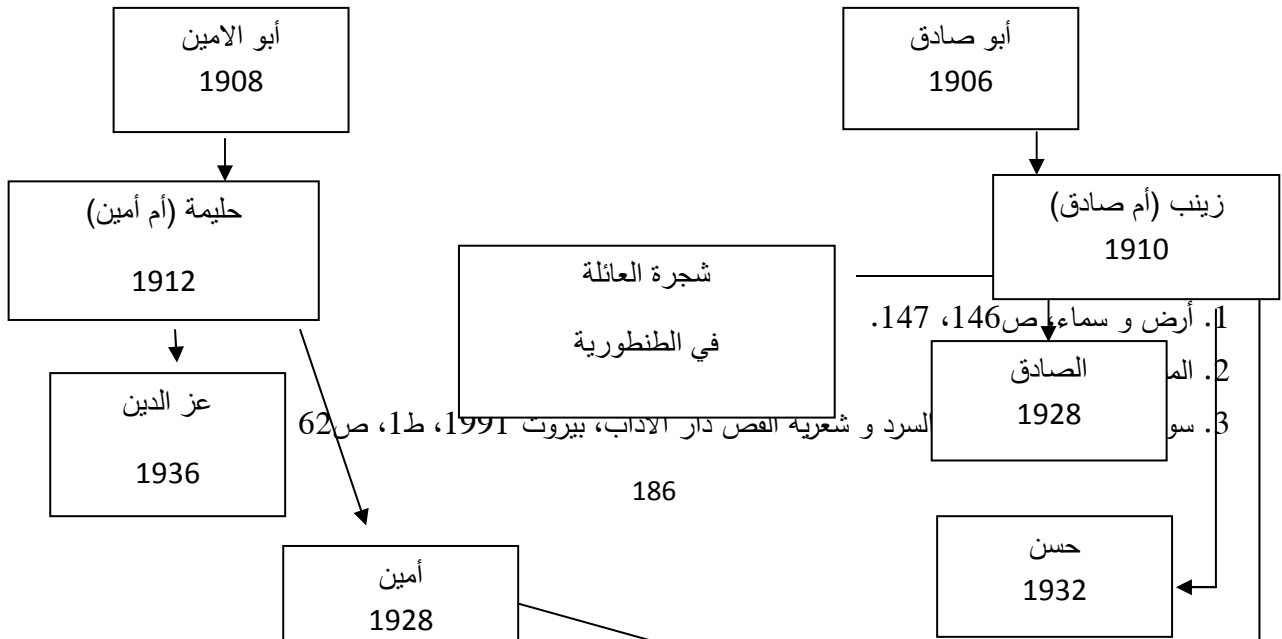 أبو صادق
1906
أبو الامين
1908
زينب (أم صادق)
1910
حليمة (أم أمين)
1912
شجرة العائلة
في الطنطورية
1. أرض و سماء، ص146، 147.
الصادق
1928
2.
عز الدين
1936
3. السرد و شعرية القص دار الآداب، بيروت 1991، ط1، ص62
186
حسن
1932
أمين
1928